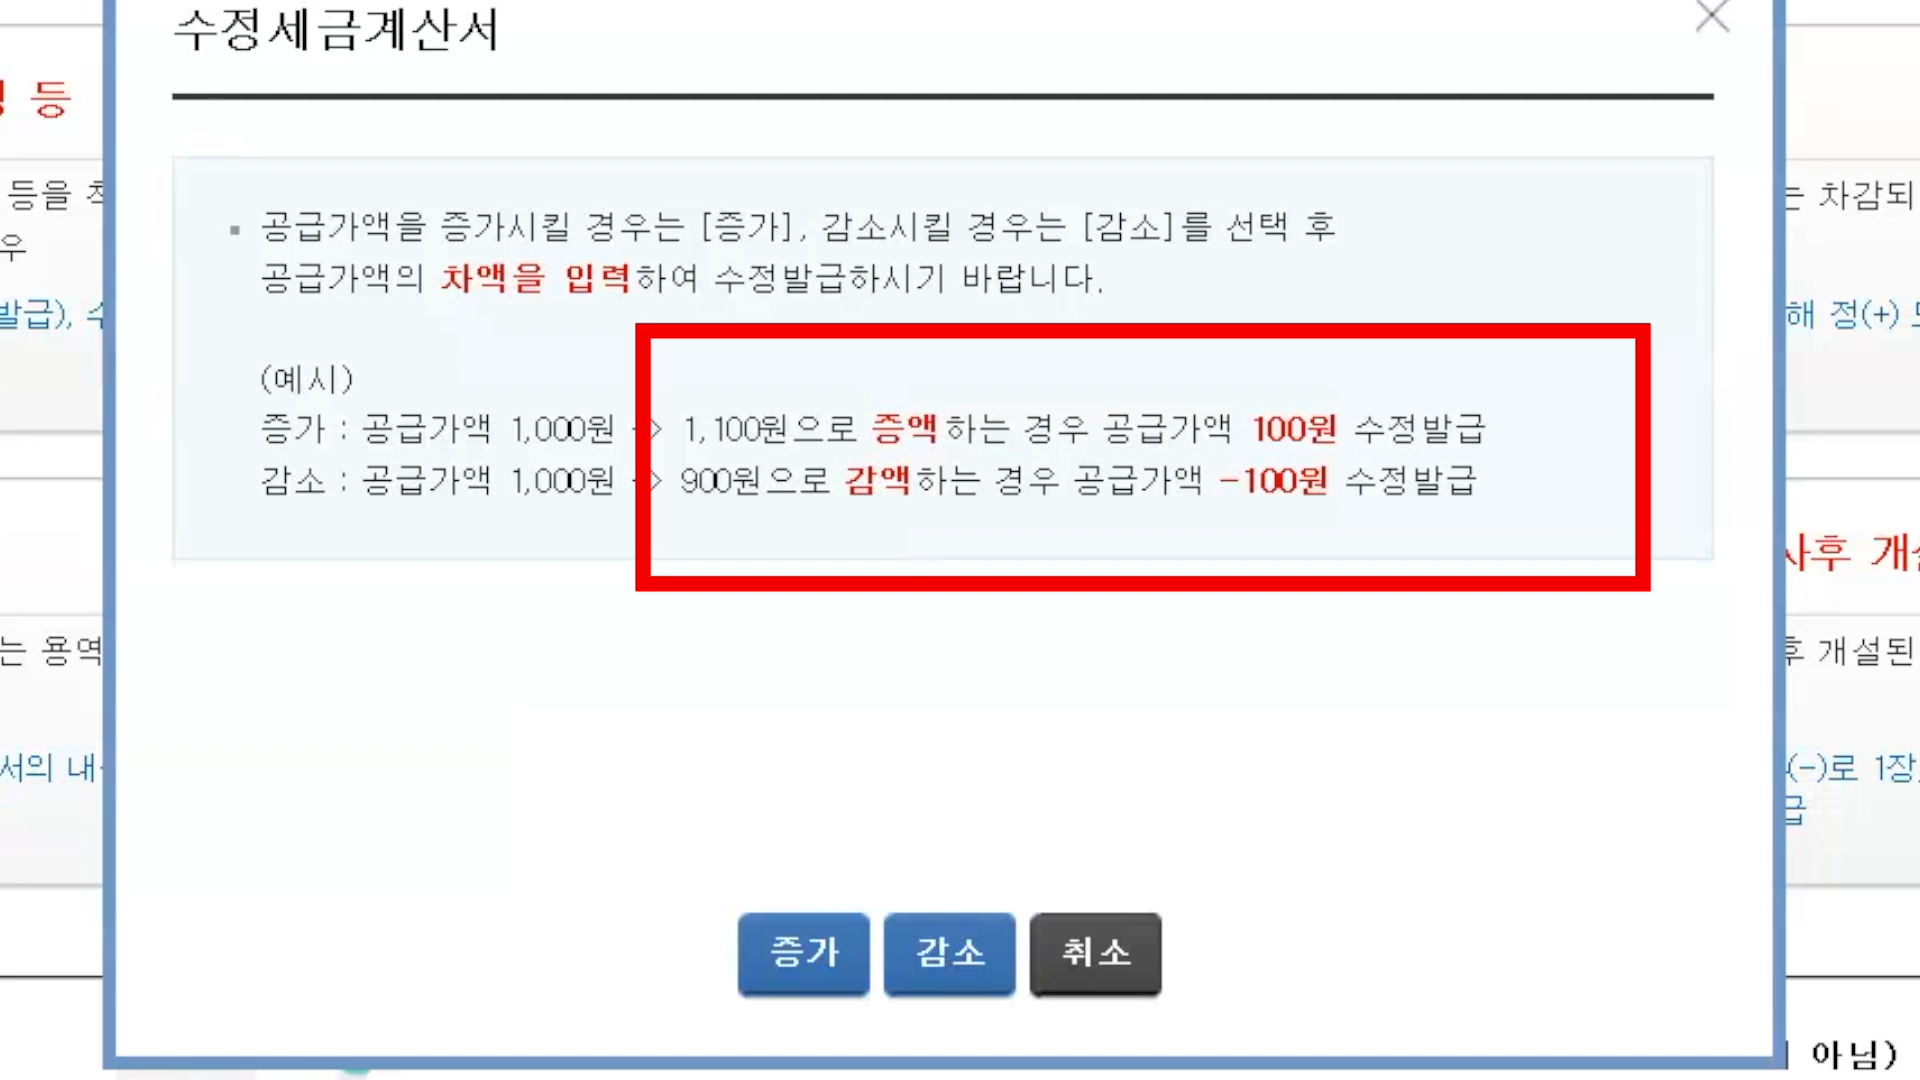 수정세금계산서
등
등을
우
발급),
공급가액을 증가시킬 경우는 [증가], 감소시킬 경우는 [감소]를 선택 후
공급가액의 차액을 입력하여 수정발급하시기 바랍니다.
(예시)
증가 : 공급가액 1,000원 -> 1,100원으로 증액하는 경우 공급가액 100원 수정발급
감소 : 공급가액 1,000원 -> 900원으로 감액하는 경우 공급가액 -100원 수정발급
는 용역
서의
차감되
해 정(+)
사후
개설된
(-)로 1장
급
증가 감소 취소
아님)